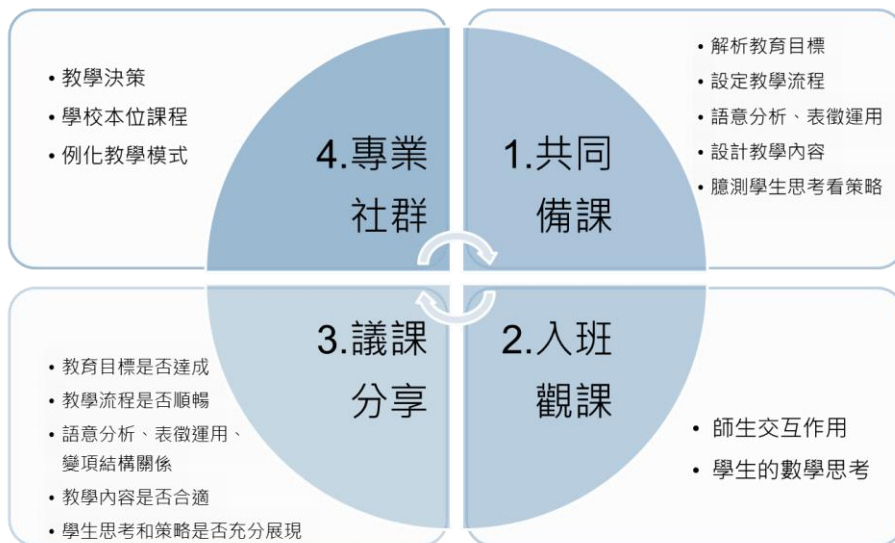 1.共同
備課
• 解析教育目標
• 設定教學流程
• 語意分析、表徵運用
• 設計教學內容
• 臆測學生思考看策略
2.入班
觀課
• 師生交互作用
• 學生的數學思考
3.議課
分享
• 教育目標是否達成
• 教學流程是否順暢
• 語意分析、表徵運用、
變項結構關係
• 教學內容是否合適
• 學生思考和策略是否充分展現
4.專業
社群
• 教學決策
• 學校本位課程
• 例化教學模式